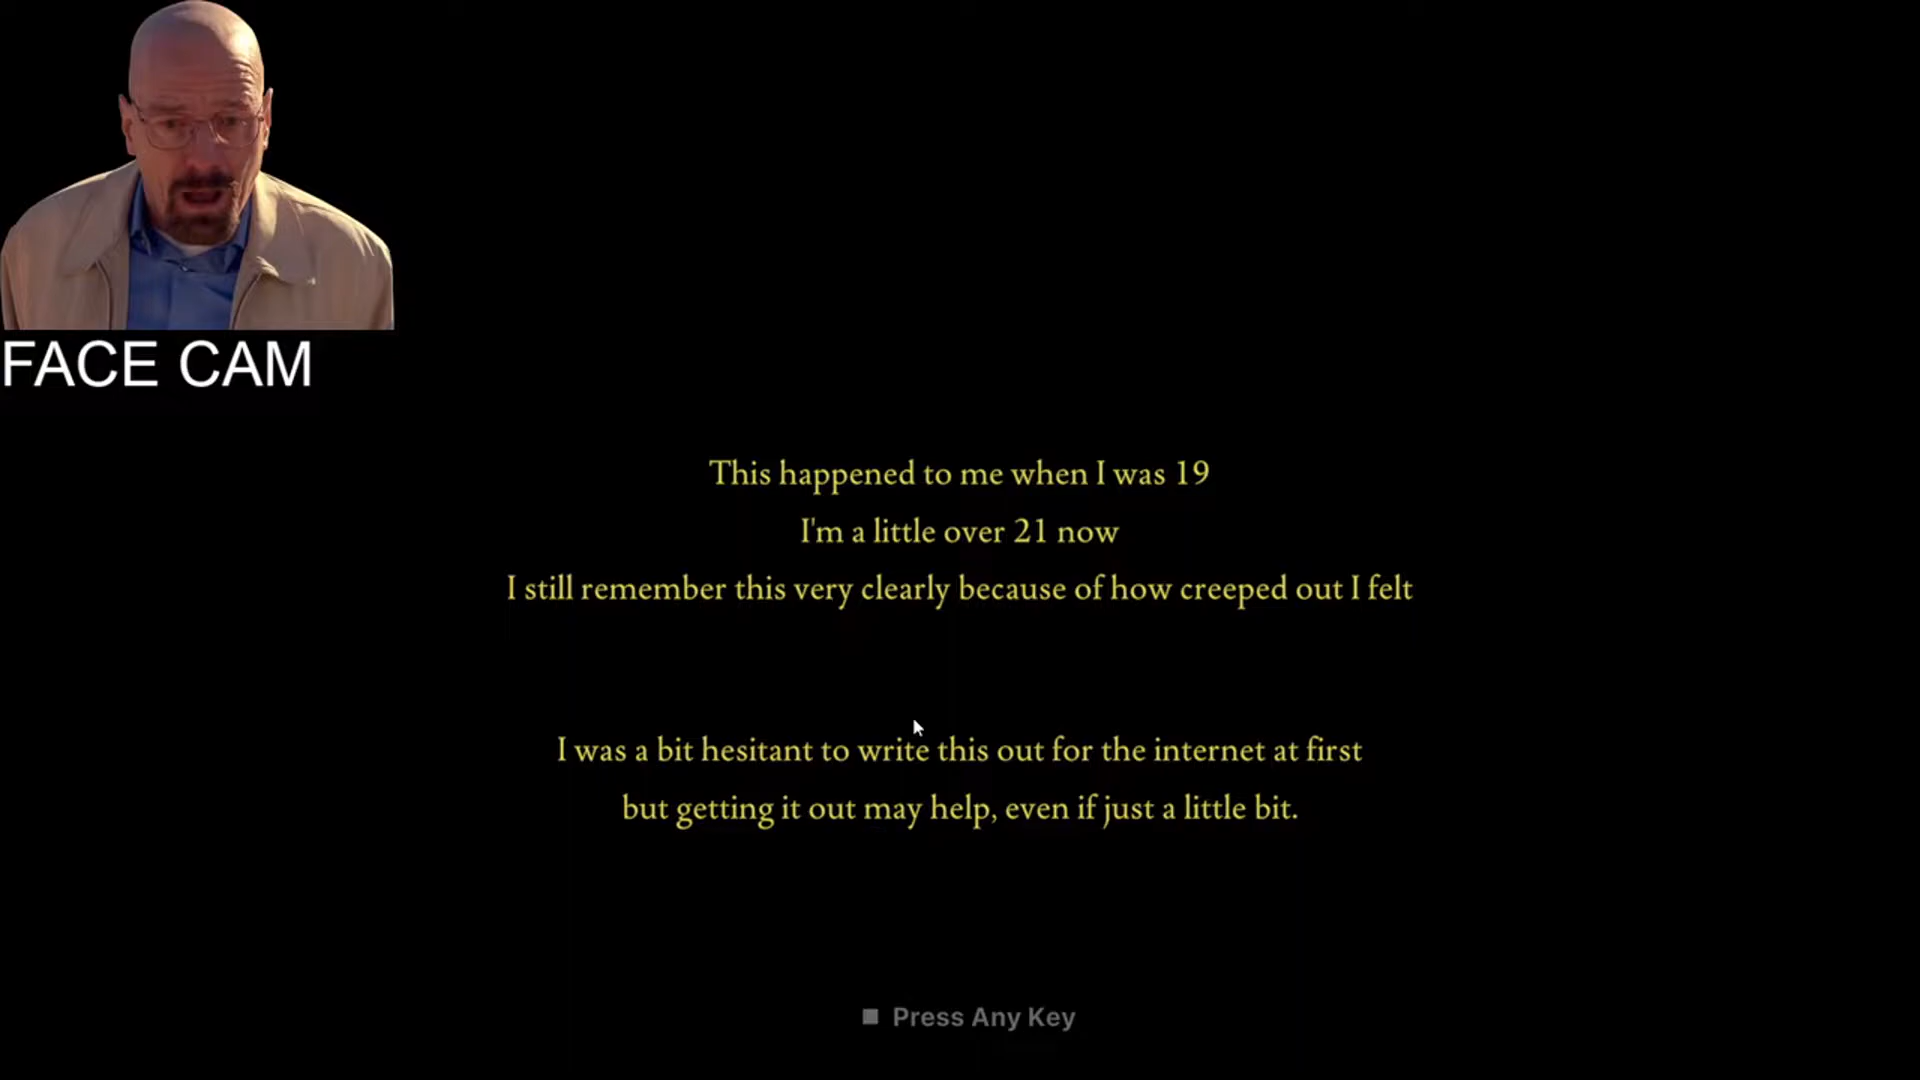 FACE CAM
This happened to me when I was 19
I'm a little over 21 now
I still remember this very clearly because of how creeped out I felt
I was a bit hesitant to write this out for the internet at first
but getting it out may help, even if just a little bit.
Press Any Key